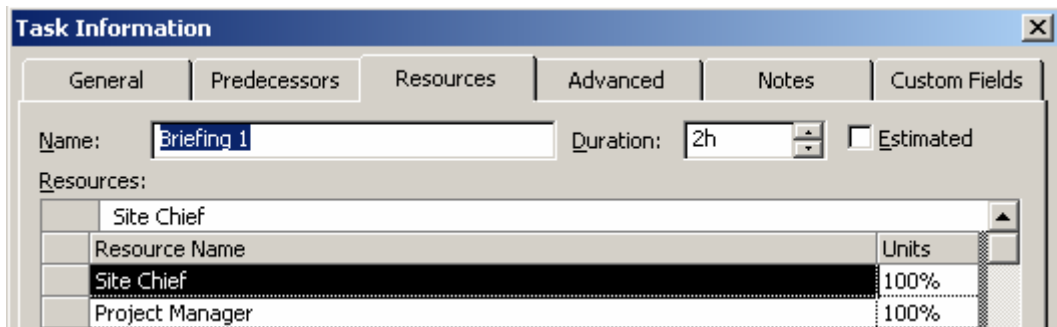 Task Information
General Predecessors Resources Advanced Notes Custom Fields
Name: Briefing 1 Duration: 2h Estimated
Resources:
Site Chief
Resource Name Units
Site Chief 100%
Project Manager 100%